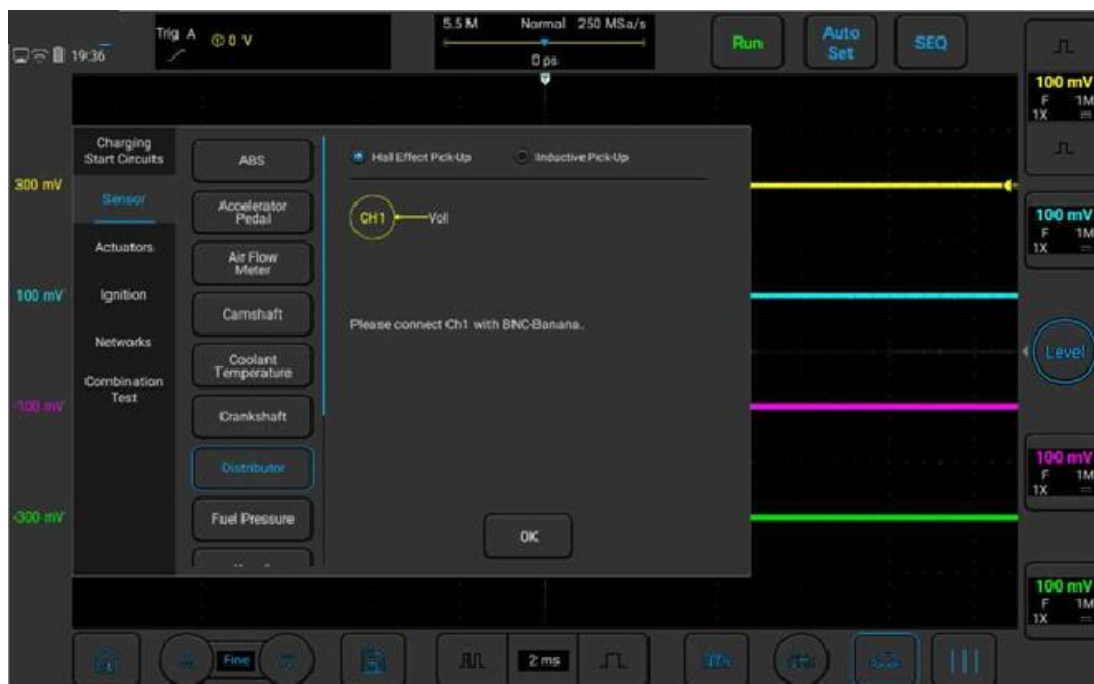 Trig A ① 0 V
5.5 M Normal 250 MSa/s
0 ps
Run
Auto
Set
SEQ
19:36
100 mV
F 1M
1X
Charging
Start Circuits
Sensor
Actuators
Ignition
Networks
Combination
Test
ABS
Accelerator
Pedal
Air Flow
Meter
Camshaft
Coolant
Temperature
Crankshaft
Distributor
Fuel Pressure
Hall Effect Pick-Up
Inductive Pick-Up
CH1
Volt
Please connect Ch1 with BNC-Banana.
OK
300 mV
100 mV
-100 mV
-300 mV
100 mV
F 1M
1X
Level
100 mV
F 1M
1X
100 mV
F 1M
1X
Fine
2 ms